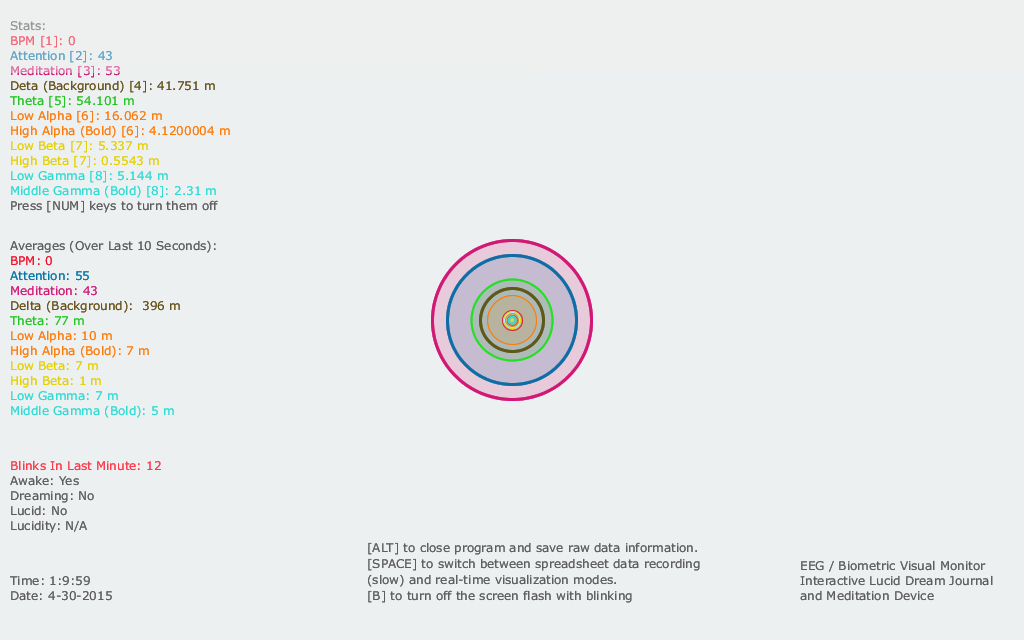 Stats:
BPM [1]: 0
Attention [2]: 43
Meditation [3]: 53
Deta (Background) [4]: 41.751 m
Theta [5]: 54.101 m
Low Alpha [6]: 16.062 m
High Alpha (Bold) [6]: 4.1200004 m
Low Beta [7]: 5.337 m
High Beta [7]: 0.5543 m
Low Gamma [8]: 5.144 m
Middle Gamma (Bold) [8]: 2.31 m
Press [NUM] keys to turn them off
Averages (Over Last 10 Seconds):
BPM: 0
Attention: 55
Meditation: 43
Delta (Background):  396 m
Theta: 77 m
Low Alpha: 10 m
High Alpha (Bold): 7 m
Low Beta: 7 m
High Beta: 1 m
Low Gamma: 7 m
Middle Gamma (Bold): 5 m
Blinks In Last Minute: 12
Awake: Yes
Dreaming: No
Lucid: No
Lucidity: N/A
Time: 1:9:59
Date: 4-30-2015
[ALT] to close program and save raw data information.
[SPACE] to switch between spreadsheet data recording
(slow) and real-time visualization modes.
[B] to turn off the screen flash with blinking
EEG / Biometric Visual Monitor
Interactive Lucid Dream Journal
and Meditation Device